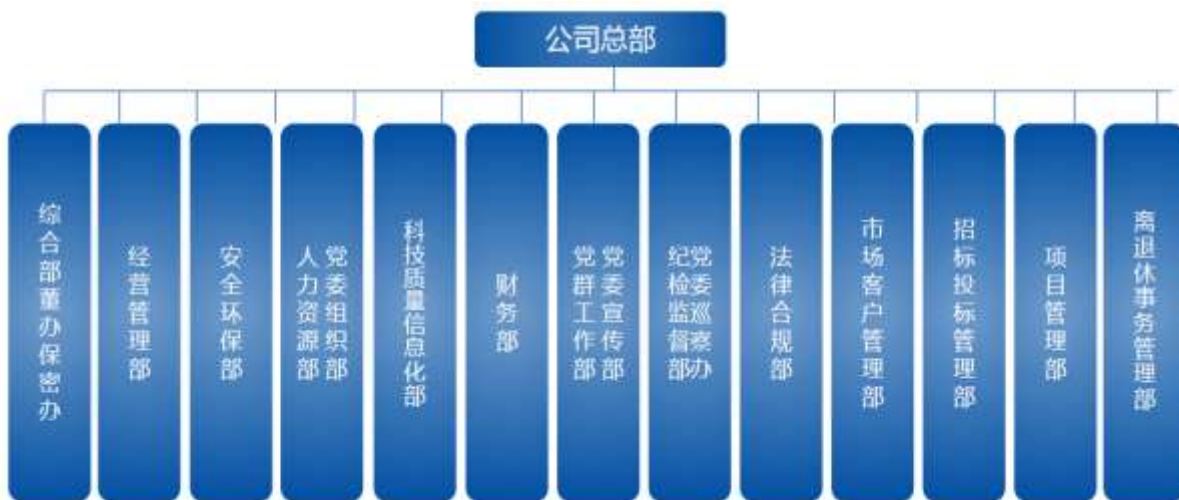 公司总部
综合部董办保密办
经营管理部
安全环保部
党委组织部
人力资源部
科技质量信息化部
财务部
党委宣传部
党群工作部
党委巡察办
纪检监督部
法律合规部
市场客户管理部
招标投标管理部
项目管理部
离退休事务管理部